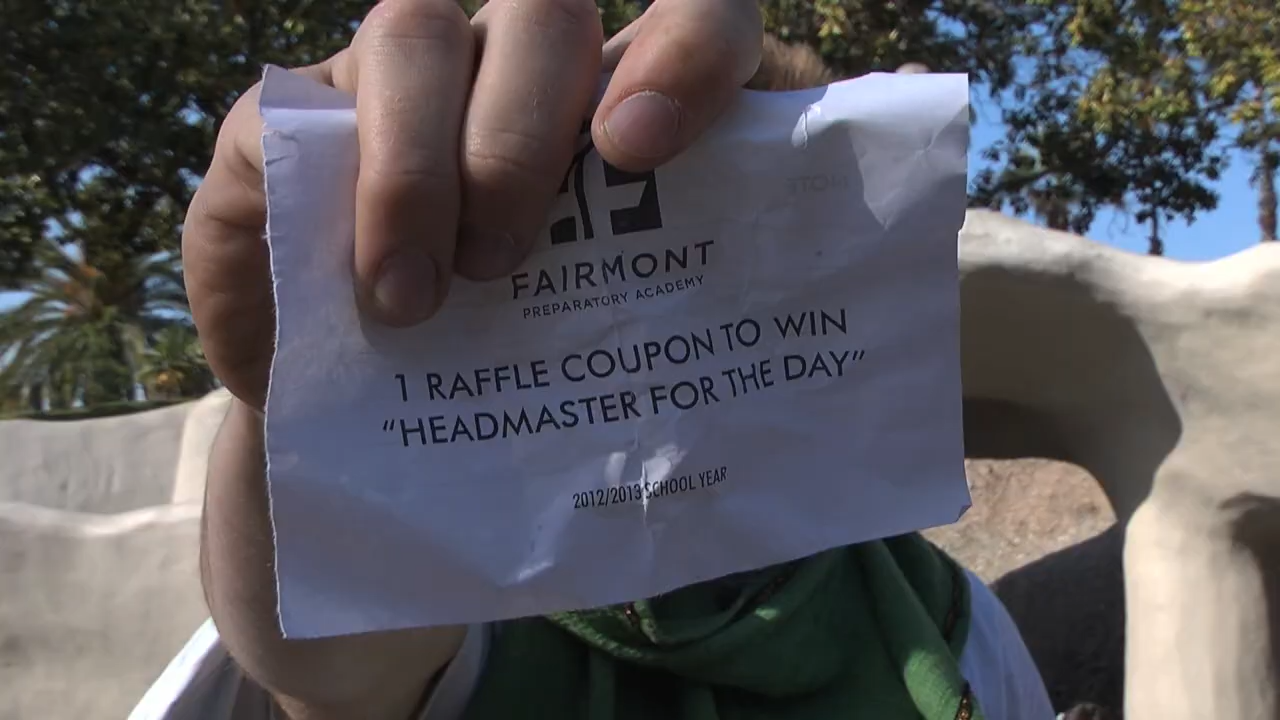 FAIRMONT
PREPARATORY ACADEMY
1 RAFFLE COUPON TO WIN
"HEADMASTER FOR THE DAY"
2012/2013 SCHOOL YEAR